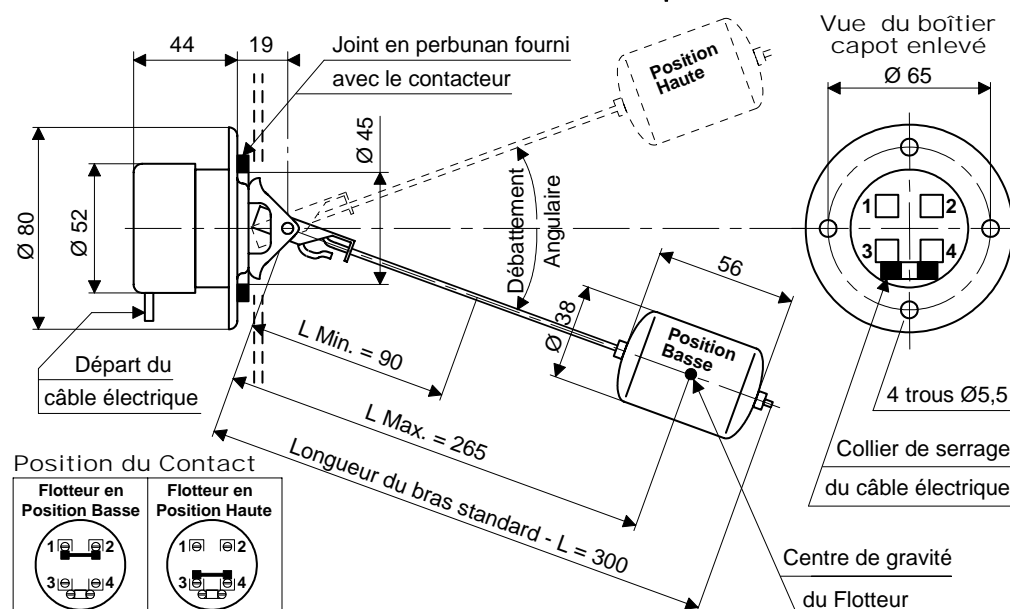 Vue du boîtier
capot enlevé
44
19
Joint en perbunan fourni
avec le contacteur
Position
Haute
Ø 65
Ø 80
Ø 52
Ø 45
Débattement
Angulaire
1
2
3
4
56
Ø 38
Position
Basse
L Min. = 90
L Max. = 265
Longueur du bras standard - L = 300
Départ du
câble électrique
4 trous Ø5,5
Collier de serrage
du câble électrique
Centre de gravité
du Flotteur
Position du Contact
Flotteur en
Position Basse
Flotteur en
Position Haute
1 2
3 4
1 2
3 4